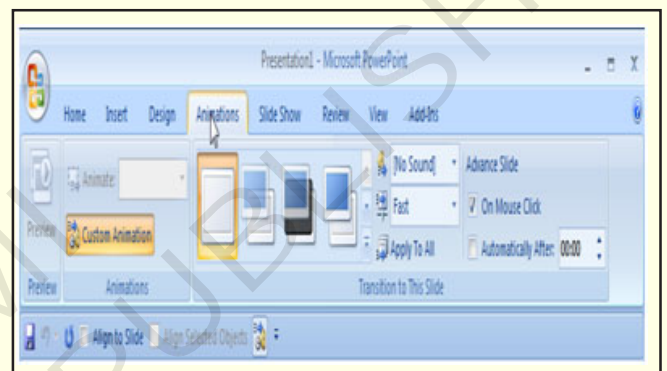 Presentation1 - Microsoft PowerPoint
Home Insert Design Animations Slide Show Review View Add-Ins
Animate: [No Sound] Advance Slide
Preview Custom Animation Fast On Mouse Click
Apply To All Automatically After: 00:00
Preview Animations Transition to This Slide
Align to Slide Align Selected Objects